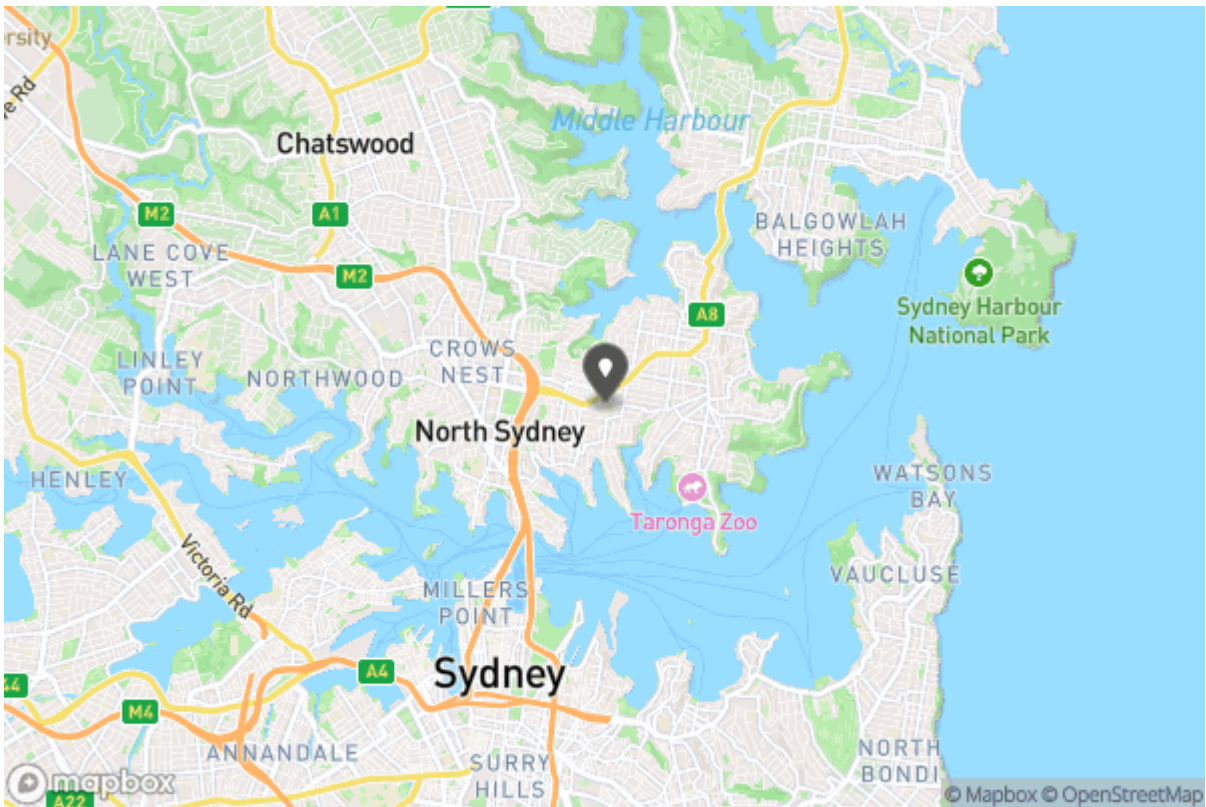 ersity
ve Rd
Chatswood
Middle Harbour
M2
A1
LANE COVE
WEST
M2
BALGOWLAH
HEIGHTS
Sydney Harbour
National Park
A8
LINLEY
POINT
NORTHWOOD
CROWS
NEST
North Sydney
HENLEY
Taronga Zoo
WATSONS
BAY
Victoria Rd
MILLERS
POINT
VAUCLUSE
Sydney
A4
44
M4
ANNANDALE
SURRY
HILLS
NORTH
BONDI
mapbox
A22
© Mapbox © OpenStreetMap